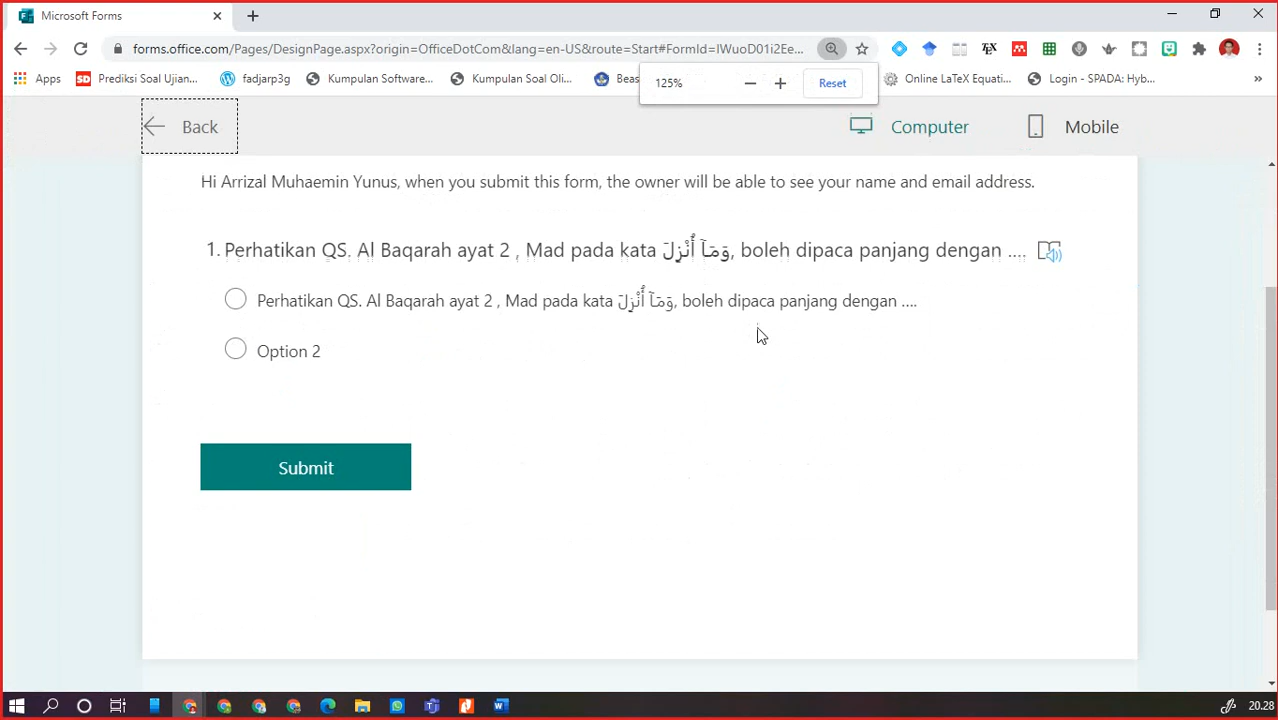 Microsoft Forms
forms.office.com/Pages/DesignPage.aspx?origin=OfficeDotCom&lang=en-US&route=Start#FormId=IWuoD01i2Ee...
Apps Prediksi Soal Ujian... fadjarp3g Kumpulan Software... Kumpulan Soal Oli... Beas Online LaTeX Equati... Login - SPADA: Hyb... »
125% Reset
Back Computer Mobile
Hi Arrizal Muhaemin Yunus, when you submit this form, the owner will be able to see your name and email address.
1. Perhatikan QS. Al Baqarah ayat 2 , Mad pada kata وَمَآ أُنْزِلَ, boleh dipaca panjang dengan ....
Perhatikan QS. Al Baqarah ayat 2 , Mad pada kata وَمَآ أُنْزِلَ, boleh dipaca panjang dengan ....
Option 2
Submit
20.28